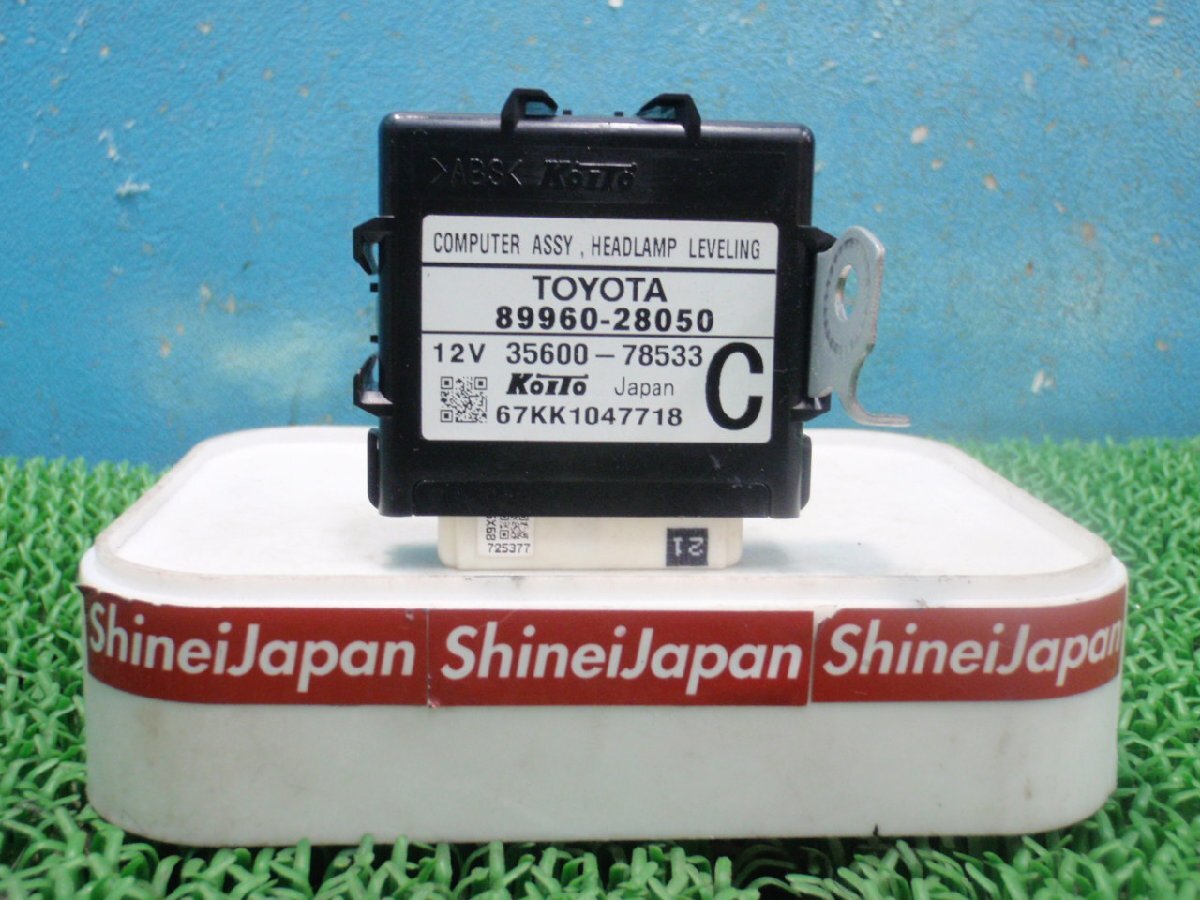 >ABS< KOITO
COMPUTER ASSY , HEADLAMP LEVELING
TOYOTA
89960-28050
12V 35600-78533 C
KOITO Japan
67KK1047718
725377
21
ShineiJapan ShineiJapan ShineiJapan